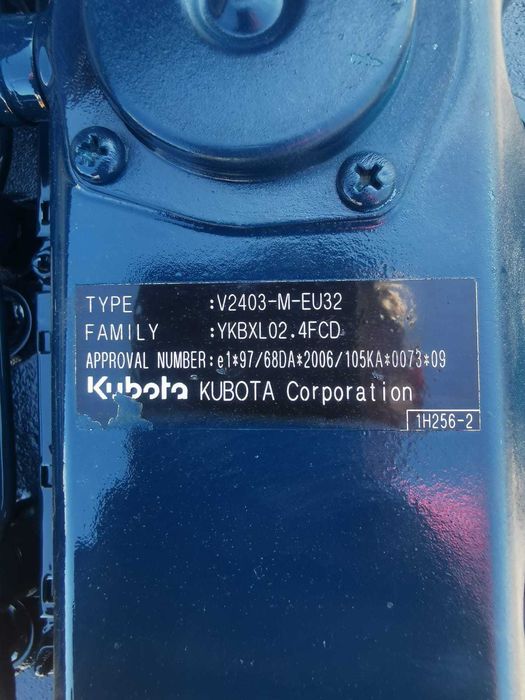 TYPE :V2403-M-EU32
FAMILY :YKBXL02.4FCD
APPROVAL NUMBER:e1*97/68DA*2006/105KA*0073*09
Kubota KUBOTA Corporation
1H256-2